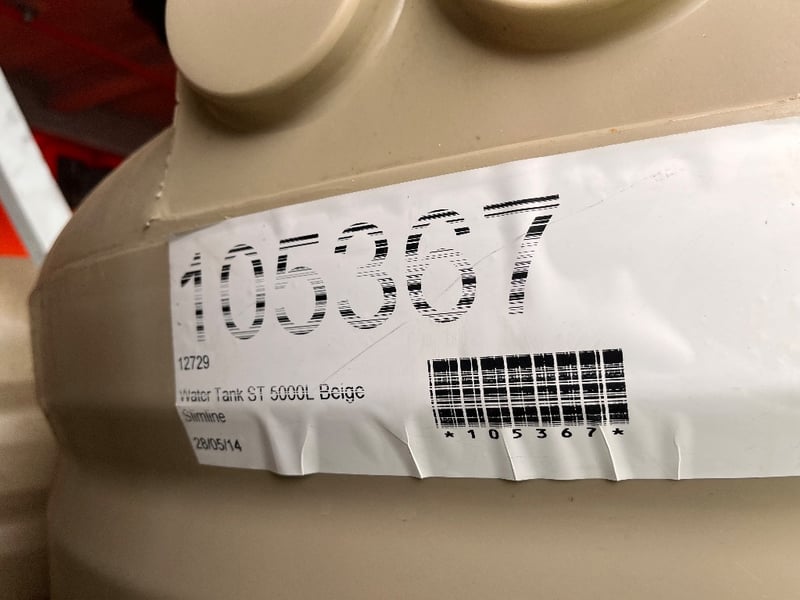 105367
12729
Water Tank ST 5000L Beige
Slimline
28/05/14
*105367*